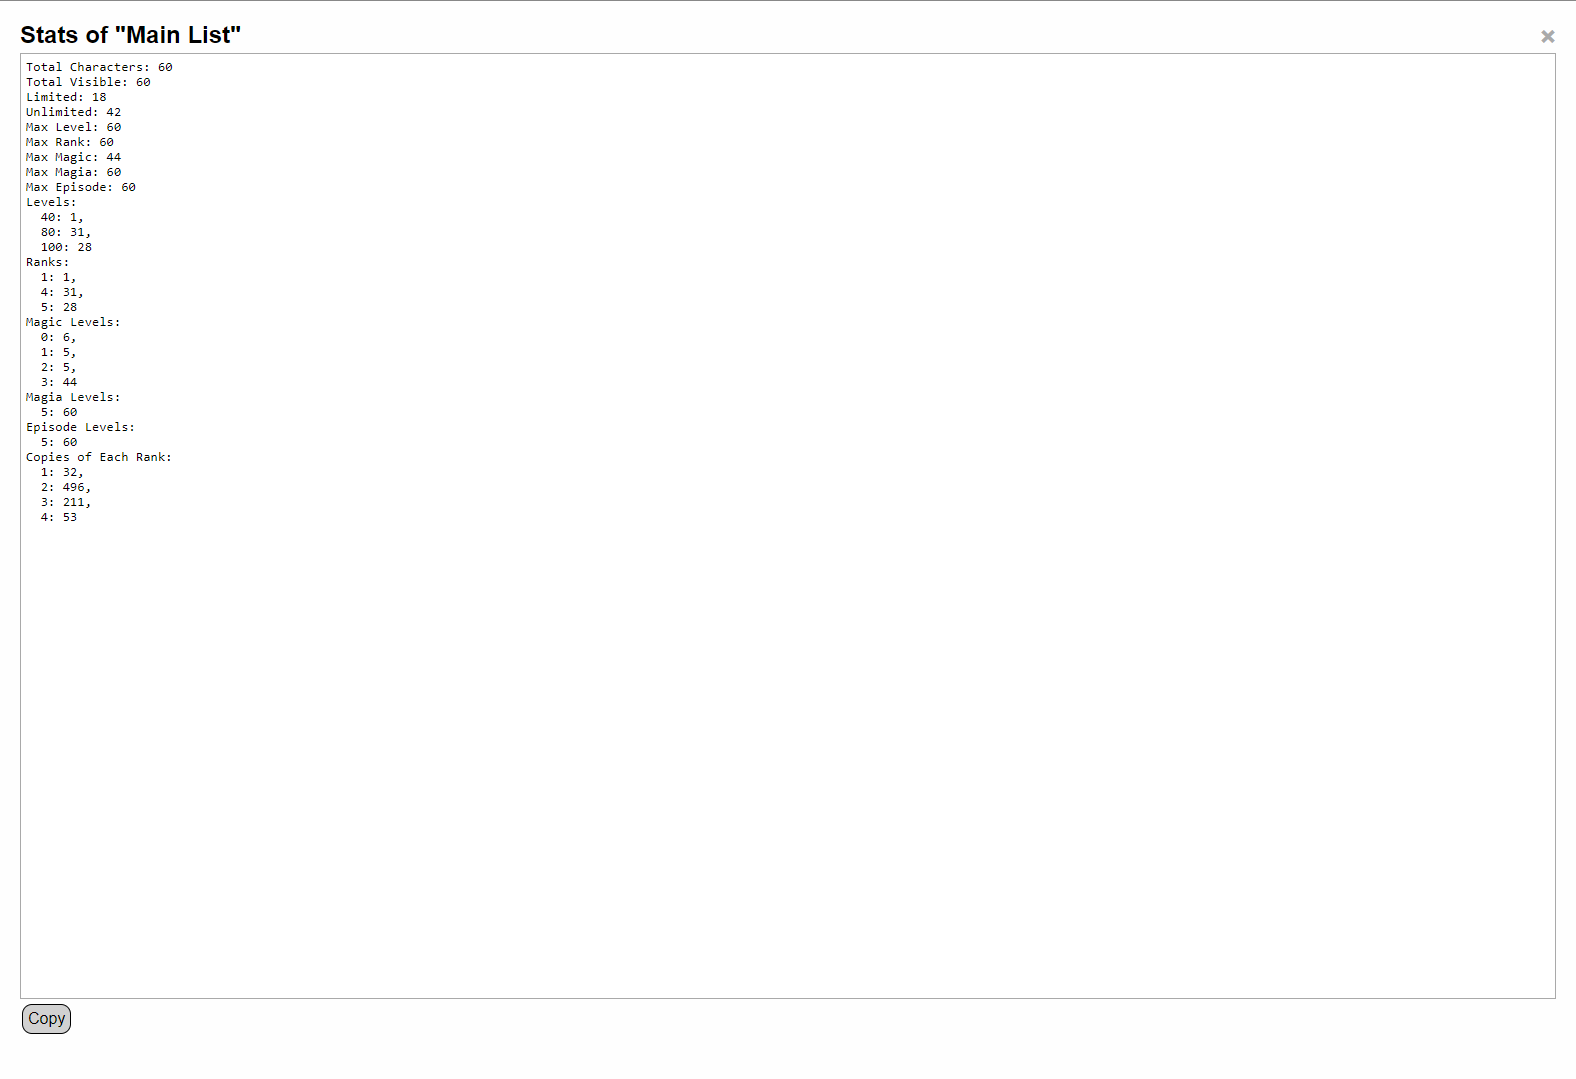 Stats of "Main List"
×
Total Characters: 60
Total Visible: 60
Limited: 18
Unlimited: 42
Max Level: 60
Max Rank: 60
Max Magic: 44
Max Magia: 60
Max Episode: 60
Levels:
  40: 1,
  80: 31,
  100: 28
Ranks:
  1: 1,
  4: 31,
  5: 28
Magic Levels:
  0: 6,
  1: 5,
  2: 5,
  3: 44
Magia Levels:
  5: 60
Episode Levels:
  5: 60
Copies of Each Rank:
  1: 32,
  2: 496,
  3: 211,
  4: 53
Copy